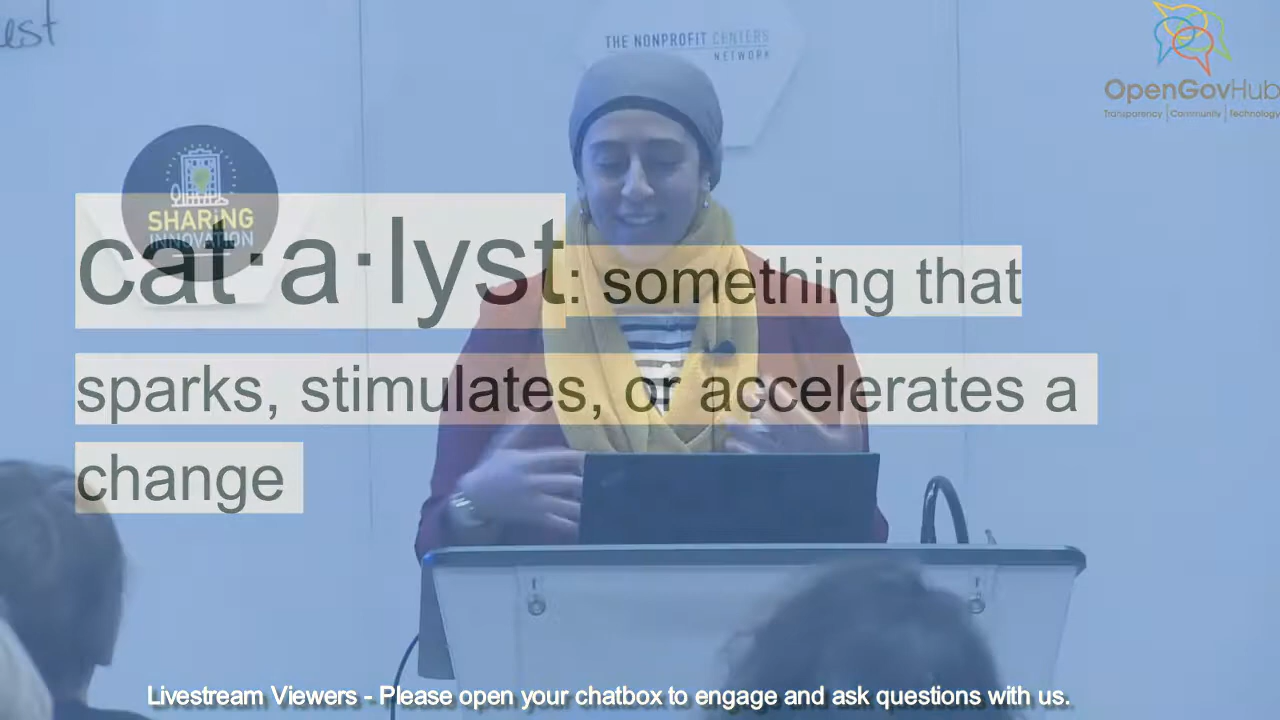 est
THE NONPROFIT CENTERS
NETWORK
OpenGovHub
Transparency | Community | Technology
SHARING
INNOVATION
cat·a·lyst: something that
sparks, stimulates, or accelerates a
change
Livestream Viewers - Please open your chatbox to engage and ask questions with us.